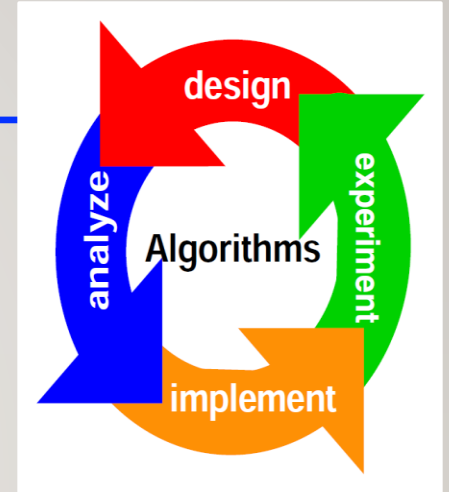 design
experiment
analyze
Algorithms
implement